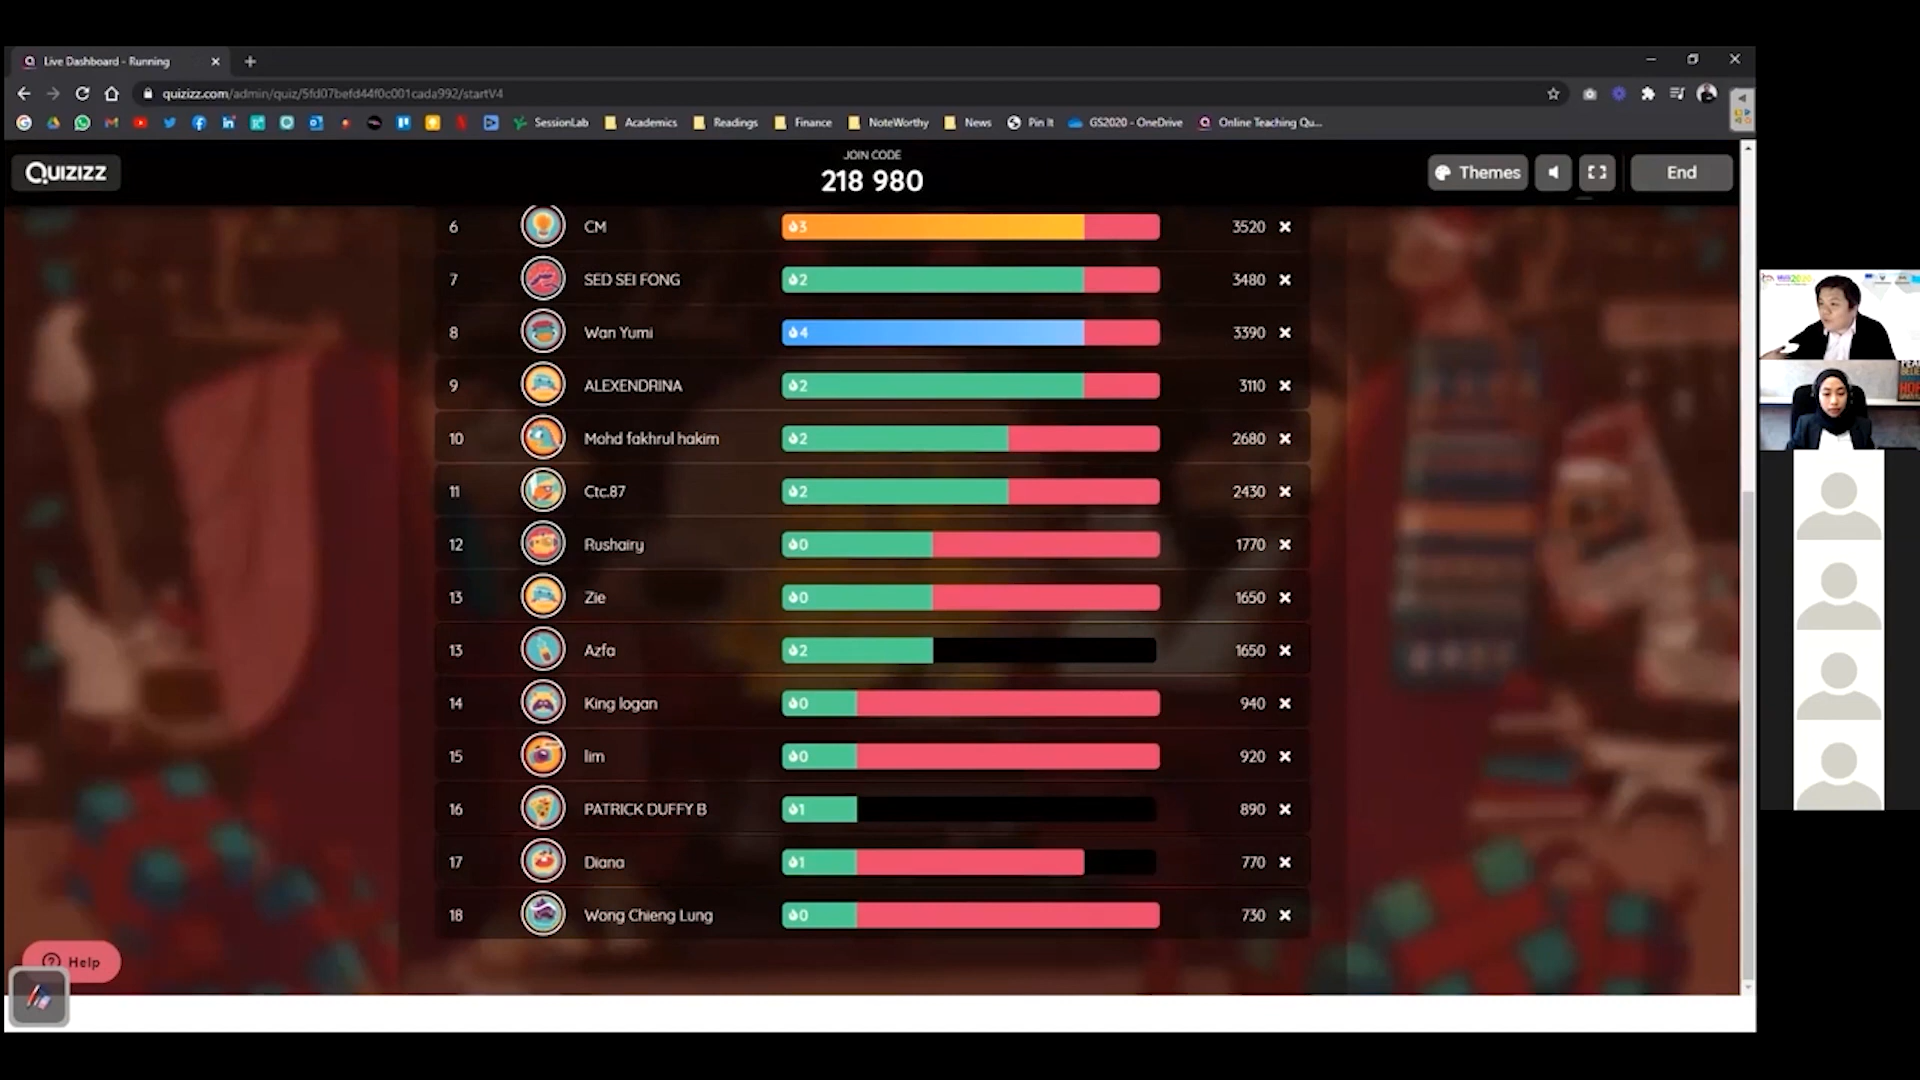 Live Dashboard - Running
quizizz.com/admin/quiz/5fd07befd44f0c001cada992/startV4
SessionLab Academics Readings Finance NoteWorthy News Pin It GS2020 - OneDrive Online Teaching Qu...
Quizizz
JOIN CODE
218 980
Themes
End
6 CM 3 3520
7 SED SEI FONG 2 3480
8 Wan Yumi 4 3390
9 ALEXENDRINA 2 3110
10 Mohd fakhrul hakim 2 2680
11 Ctc.87 2 2430
12 Rushairy 0 1770
13 Zie 0 1650
13 Azfa 2 1650
14 King logan 0 940
15 lim 0 920
16 PATRICK DUFFY B 1 890
17 Diana 1 770
18 Wong Chieng Lung 0 730
Help